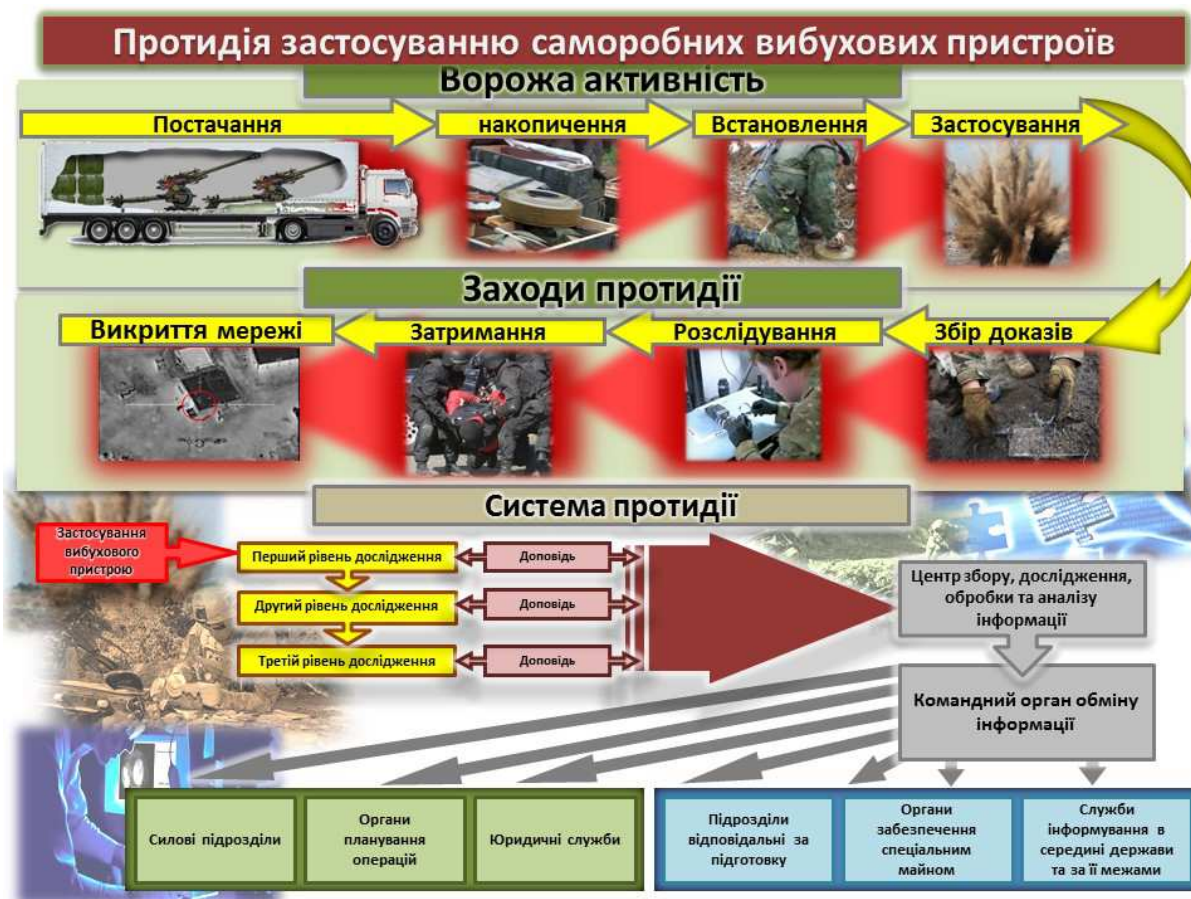 Протидія застосуванню саморобних вибухових пристроїв
Ворожа активність
Постачання
накопичення
Встановлення
Застосування
Заходи протидії
Викриття мережі
Затримання
Розслідування
Збір доказів
Система протидії
Застосування
вибухового
пристрою
Перший рівень дослідження
Доповідь
Другий рівень дослідження
Доповідь
Третій рівень дослідження
Доповідь
Центр збору, дослідження,
обробки та аналізу
інформації
Командний орган обміну
інформації
Силові підрозділи
Органи
планування
операцій
Юридичні служби
Підрозділи
відповідальні за
підготовку
Органи
забезпечення
спеціальним
майном
Служби
інформування в
середині держави
та за її межами